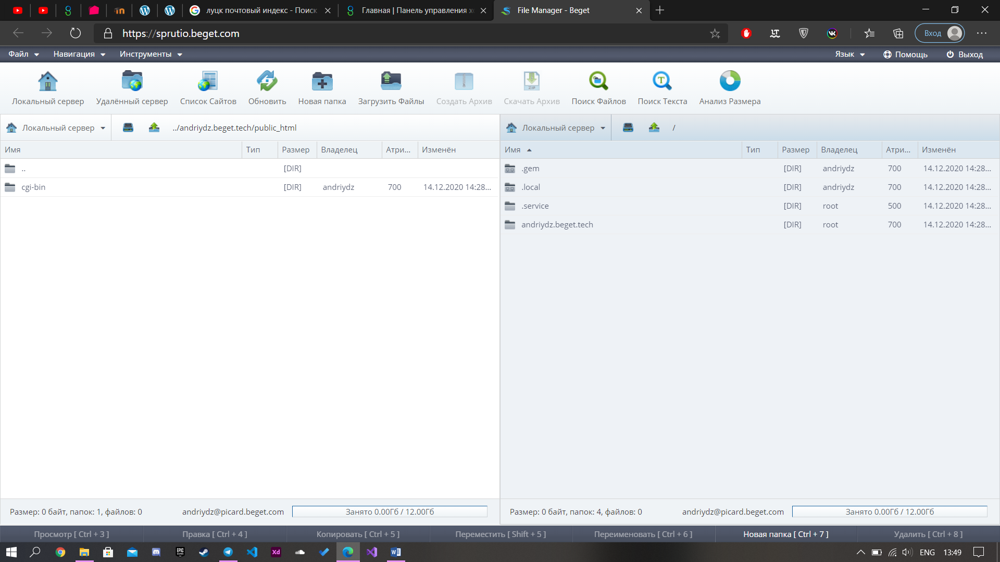 луцк почтовый индекс - Поиск
Главная | Панель управления хо
File Manager - Beget
https://sprutio.beget.com
Вход
Файл Навигация Инструменты Язык Помощь Выход
Локальный сервер Удалённый сервер Список Сайтов Обновить Новая папка Загрузить Файлы Создать Архив Скачать Архив Поиск Файлов Поиск Текста Анализ Размера
Локальный сервер ../andriydz.beget.tech/public_html
Имя Тип Размер Владелец Атри... Изменён
.. [DIR]
cgi-bin [DIR] andriydz 700 14.12.2020 14:28...
Размер: 0 байт, папок: 1, файлов: 0 andriydz@picard.beget.com Занято 0.00Гб / 12.00Гб
Локальный сервер /
Имя Тип Размер Владелец Атри... Изменён
.gem [DIR] andriydz 700 14.12.2020 14:28...
.local [DIR] andriydz 700 14.12.2020 14:28...
.service [DIR] root 500 14.12.2020 14:28...
andriydz.beget.tech [DIR] root 700 14.12.2020 14:28...
Размер: 0 байт, папок: 4, файлов: 0 andriydz@picard.beget.com Занято 0.00Гб / 12.00Гб
Просмотр [ Ctrl + 3 ] Правка [ Ctrl + 4 ] Копировать [ Ctrl + 5 ] Переместить [ Shift + 5 ] Переименовать [ Ctrl + 6 ] Новая папка [ Ctrl + 7 ] Удалить [ Ctrl + 8 ]
ENG 13:49